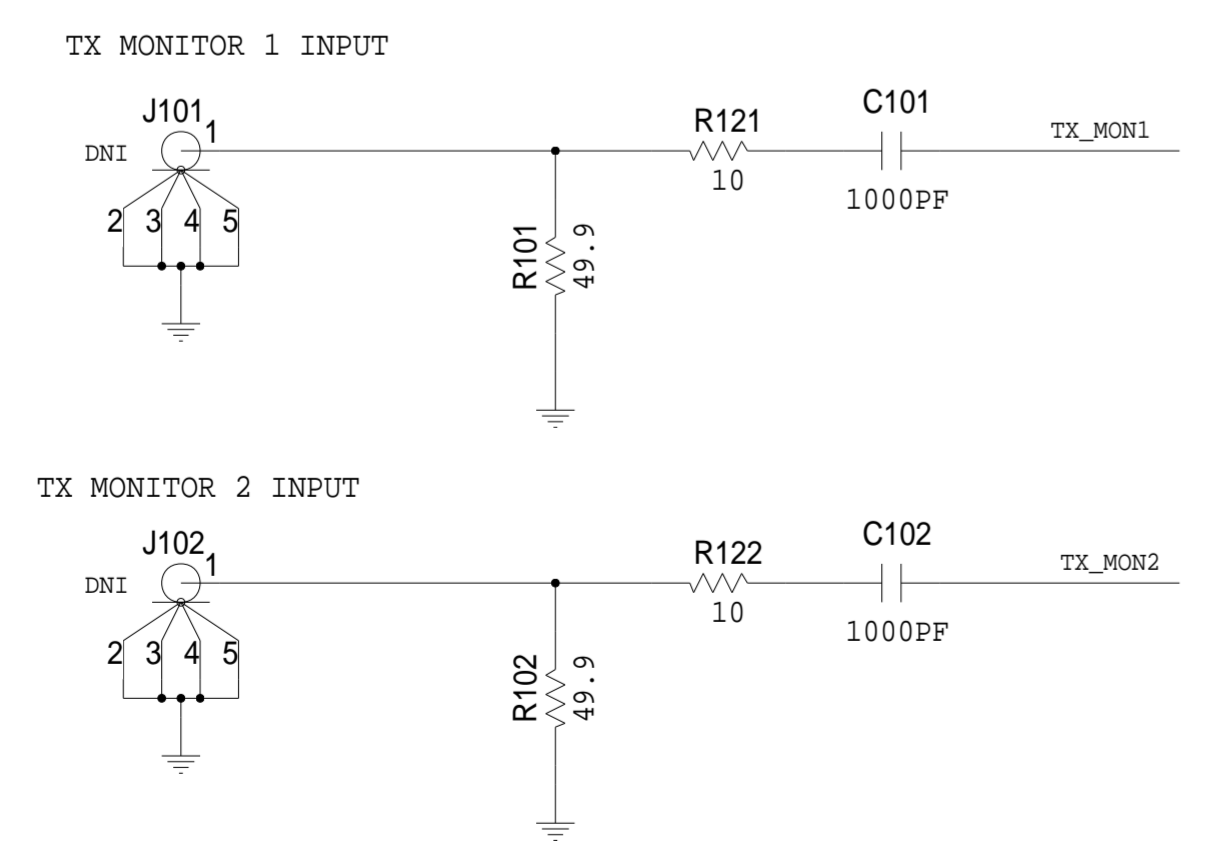 TX MONITOR 1 INPUT
J101
1
DNI
2 3 4 5
R101
49.9
R121
10
C101
1000PF
TX_MON1
TX MONITOR 2 INPUT
J102
1
DNI
2 3 4 5
R102
49.9
R122
10
C102
1000PF
TX_MON2